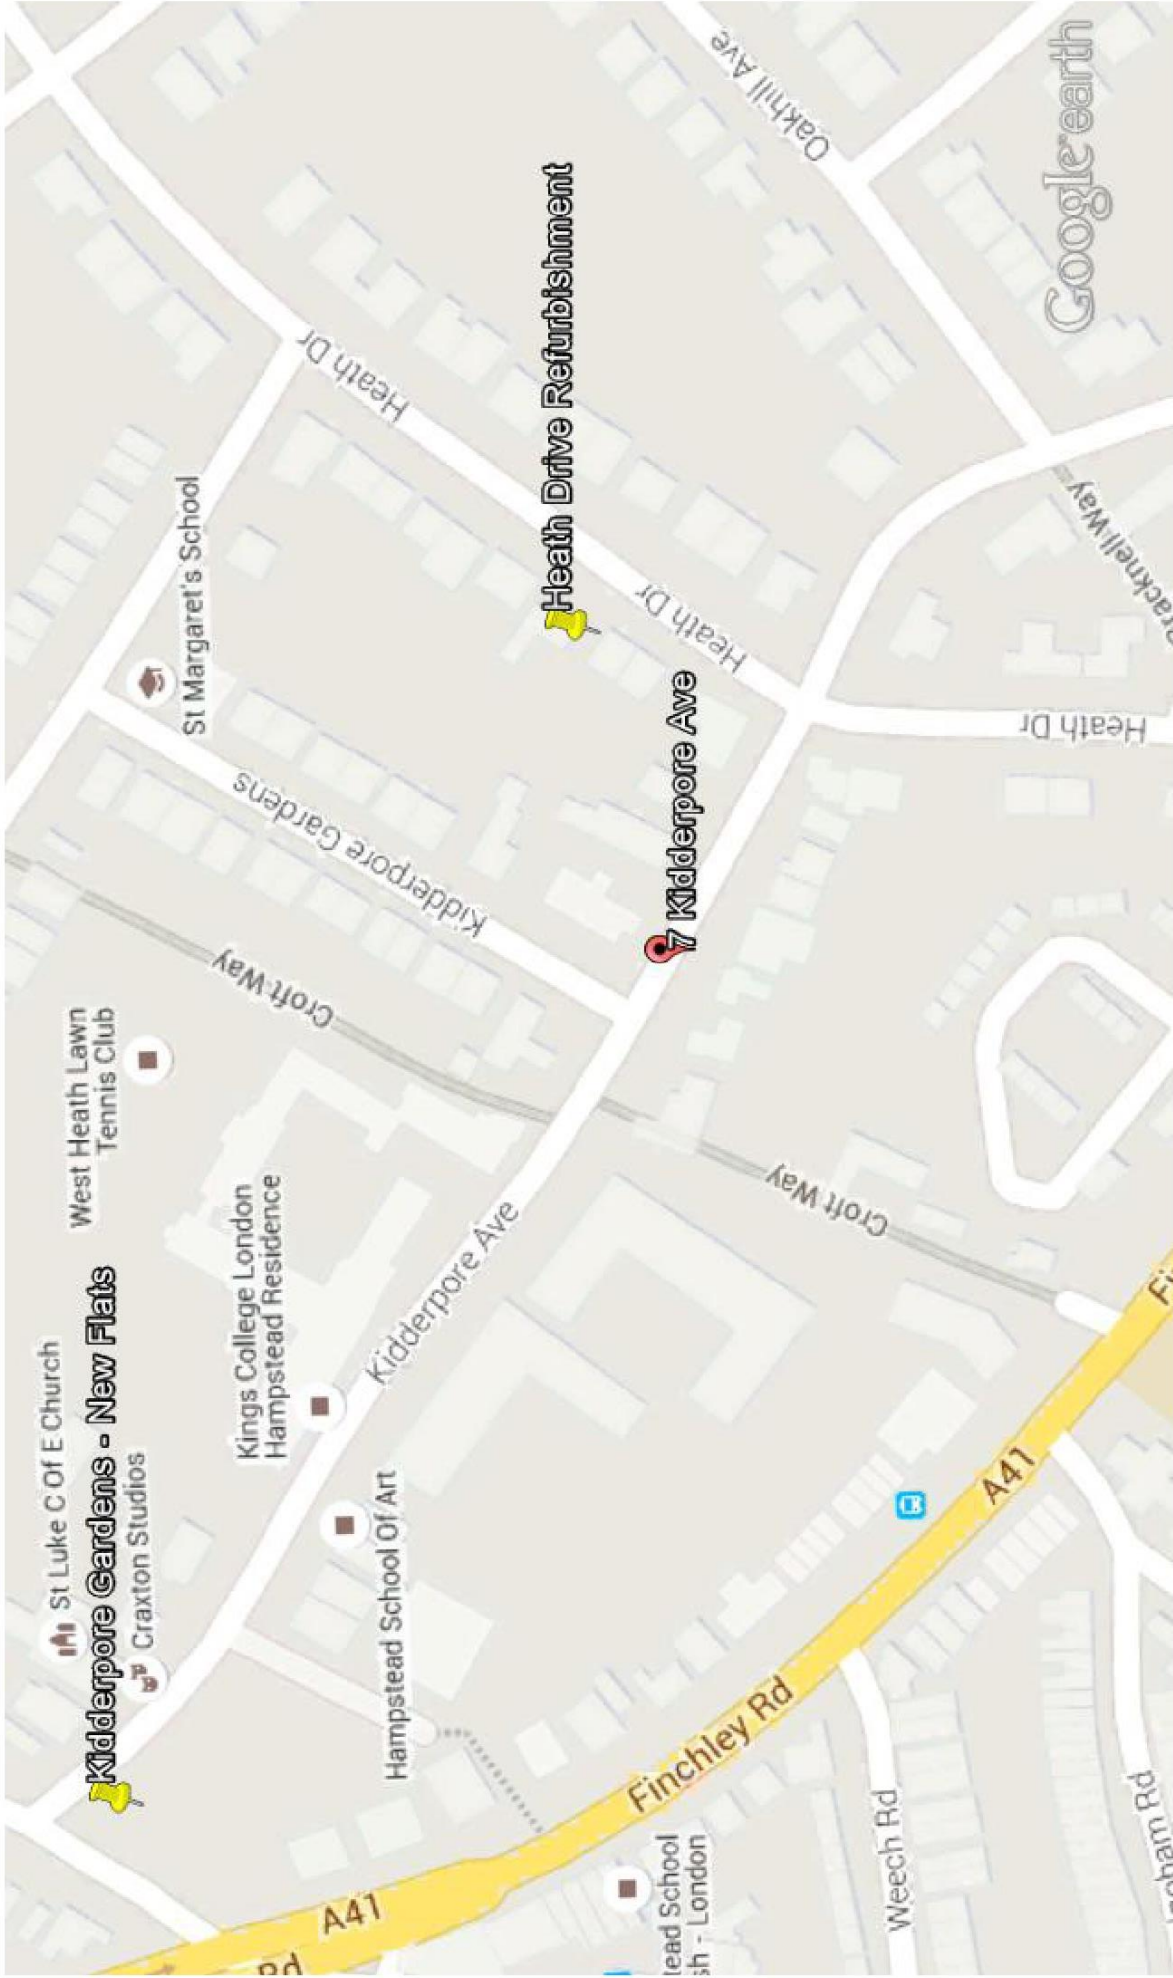 St Luke C Of E Church
Kidderpore Gardens - New Flats
Craxton Studios
West Heath Lawn
Tennis Club
Kings College London
Hampstead Residence
Kidderpore Ave
Hampstead School Of Art
Croft Way
Croft Way
Kidderpore Gardens
St Margaret's School
Heath Dr
Heath Drive Refurbishment
Heath Dr
7 Kidderpore Ave
Heath Dr
Oakhill Ave
Google earth
A41
Rd
Finchley Rd
A41
Weech Rd